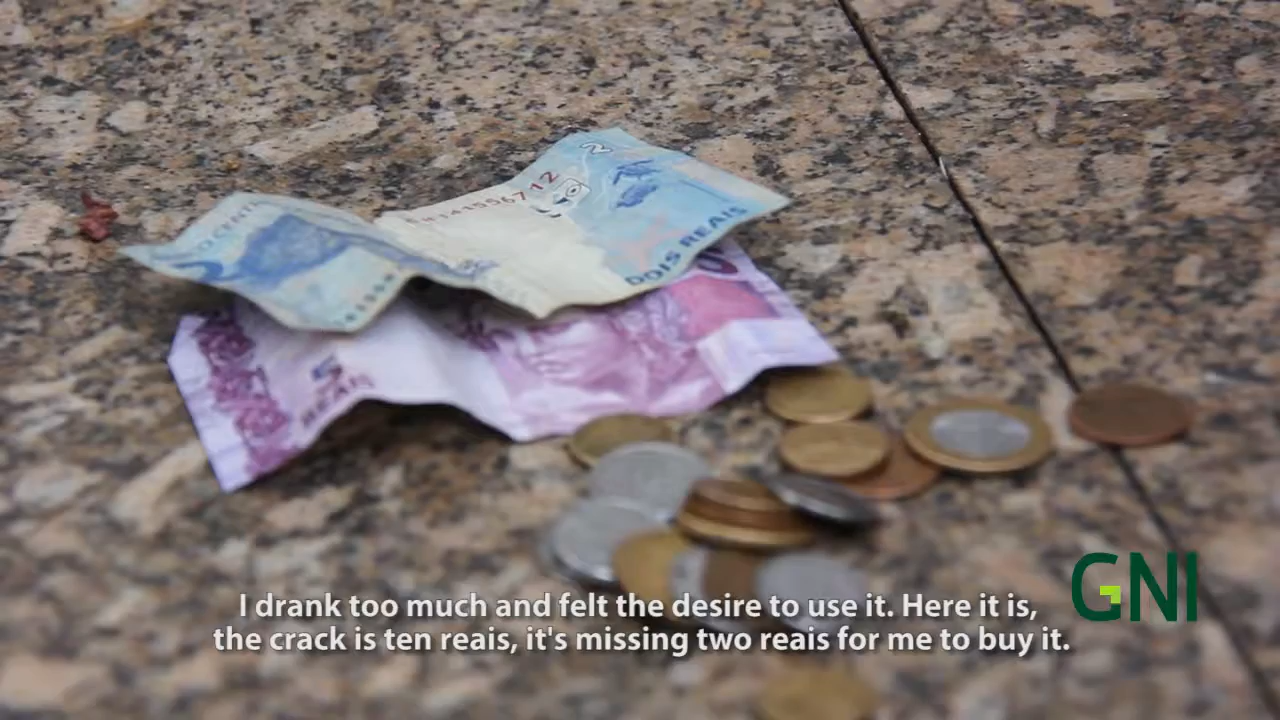 2
DOIS REAIS
GNI
I drank too much and felt the desire to use it. Here it is,
the crack is ten reais, it's missing two reais for me to buy it.